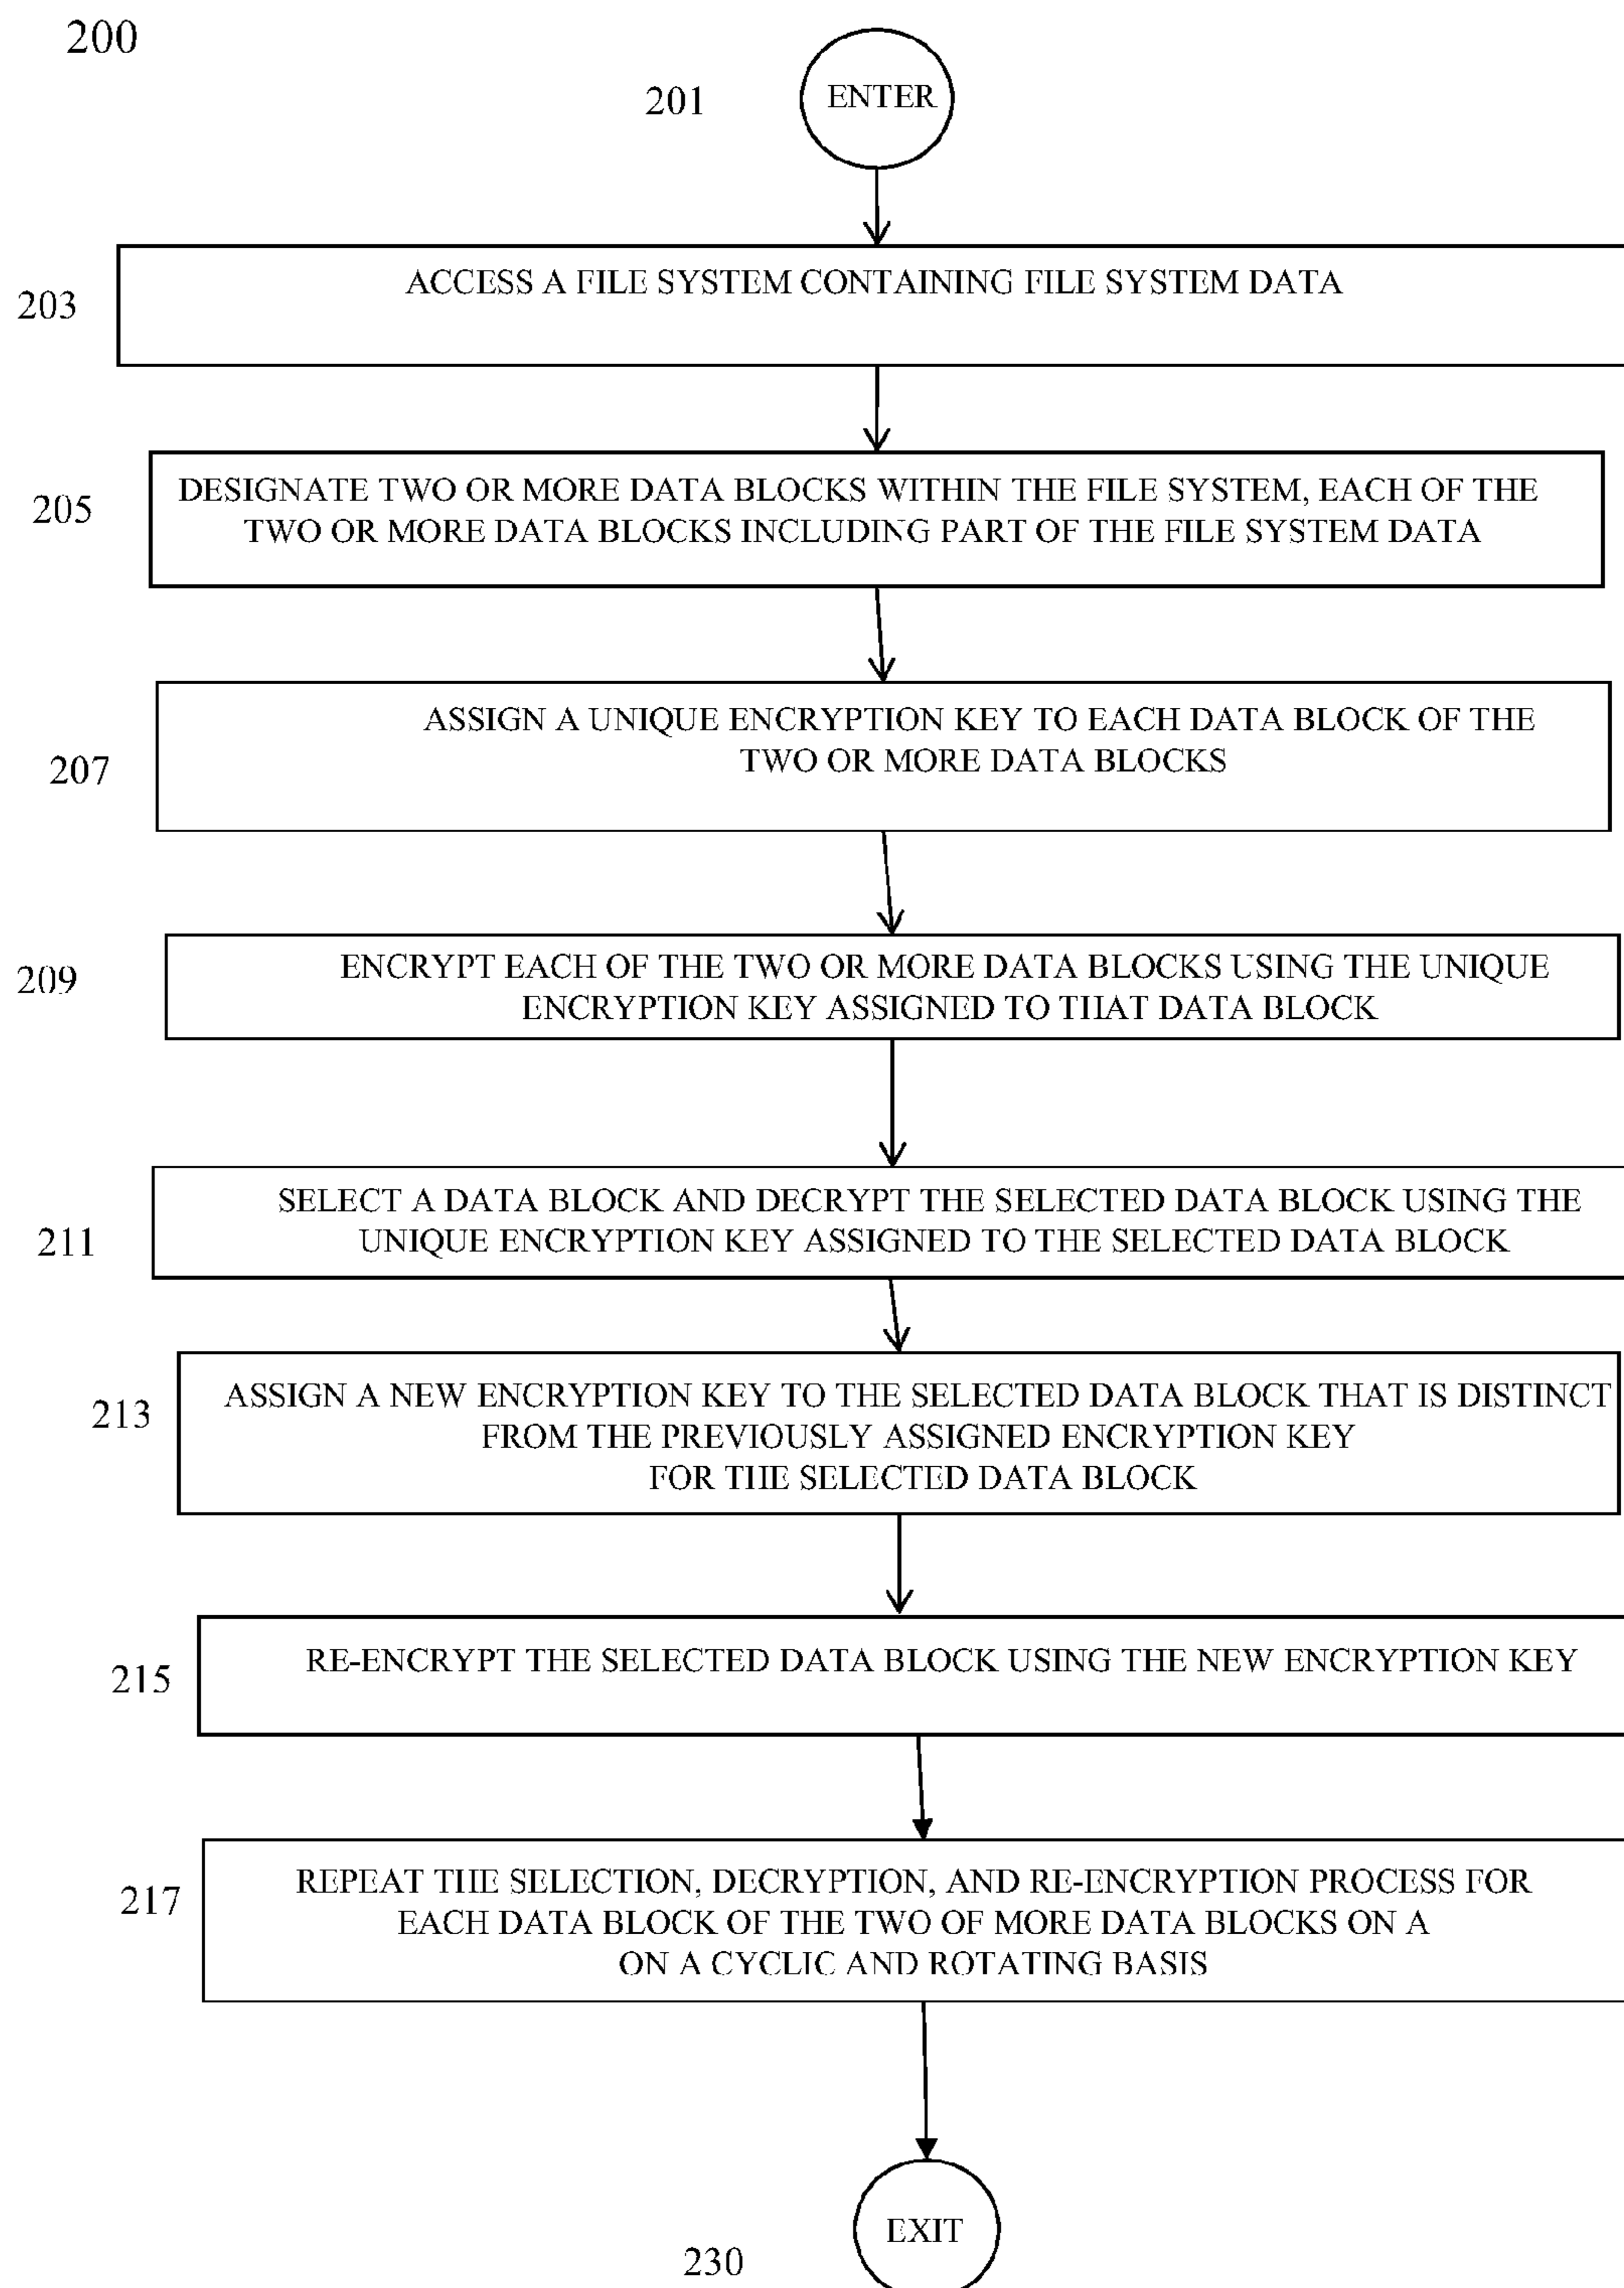 200
201
ENTER
203
ACCESS A FILE SYSTEM CONTAINING FILE SYSTEM DATA
205
DESIGNATE TWO OR MORE DATA BLOCKS WITHIN THE FILE SYSTEM, EACH OF THE
TWO OR MORE DATA BLOCKS INCLUDING PART OF THE FILE SYSTEM DATA
207
ASSIGN A UNIQUE ENCRYPTION KEY TO EACH DATA BLOCK OF THE
TWO OR MORE DATA BLOCKS
209
ENCRYPT EACH OF THE TWO OR MORE DATA BLOCKS USING THE UNIQUE
ENCRYPTION KEY ASSIGNED TO THAT DATA BLOCK
211
SELECT A DATA BLOCK AND DECRYPT THE SELECTED DATA BLOCK USING THE
UNIQUE ENCRYPTION KEY ASSIGNED TO THE SELECTED DATA BLOCK
213
ASSIGN A NEW ENCRYPTION KEY TO THE SELECTED DATA BLOCK THAT IS DISTINCT
FROM THE PREVIOUSLY ASSIGNED ENCRYPTION KEY
FOR THE SELECTED DATA BLOCK
215
RE-ENCRYPT THE SELECTED DATA BLOCK USING THE NEW ENCRYPTION KEY
217
REPEAT THE SELECTION, DECRYPTION, AND RE-ENCRYPTION PROCESS FOR
EACH DATA BLOCK OF THE TWO OF MORE DATA BLOCKS ON A
ON A CYCLIC AND ROTATING BASIS
EXIT
230